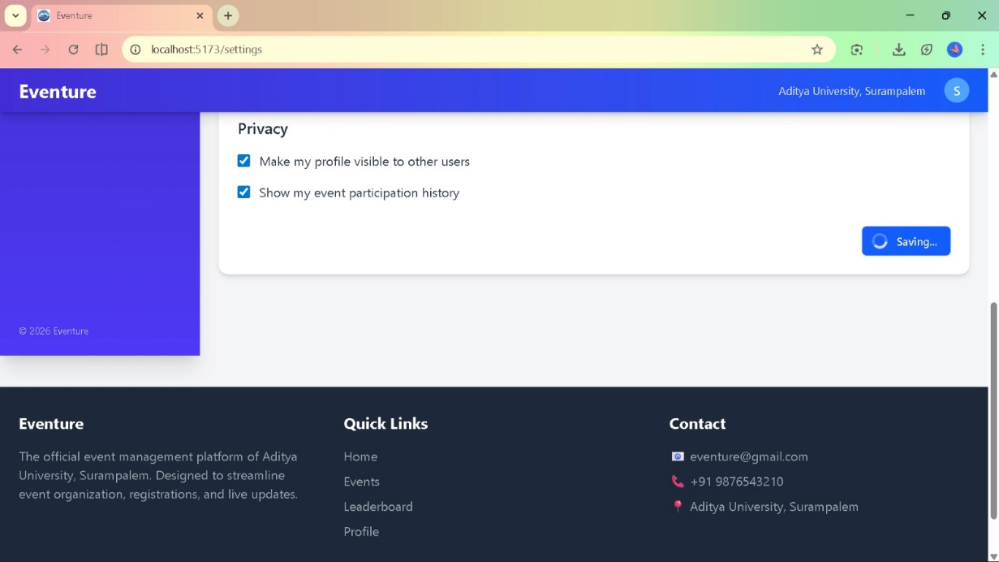 Eventure
localhost:5173/settings
Eventure
Aditya University, Surampalem
S
Privacy
Make my profile visible to other users
Show my event participation history
Saving...
© 2026 Eventure
Eventure
The official event management platform of Aditya
University, Surampalem. Designed to streamline
event organization, registrations, and live updates.
Quick Links
Home
Events
Leaderboard
Profile
Contact
eventure@gmail.com
+91 9876543210
Aditya University, Surampalem